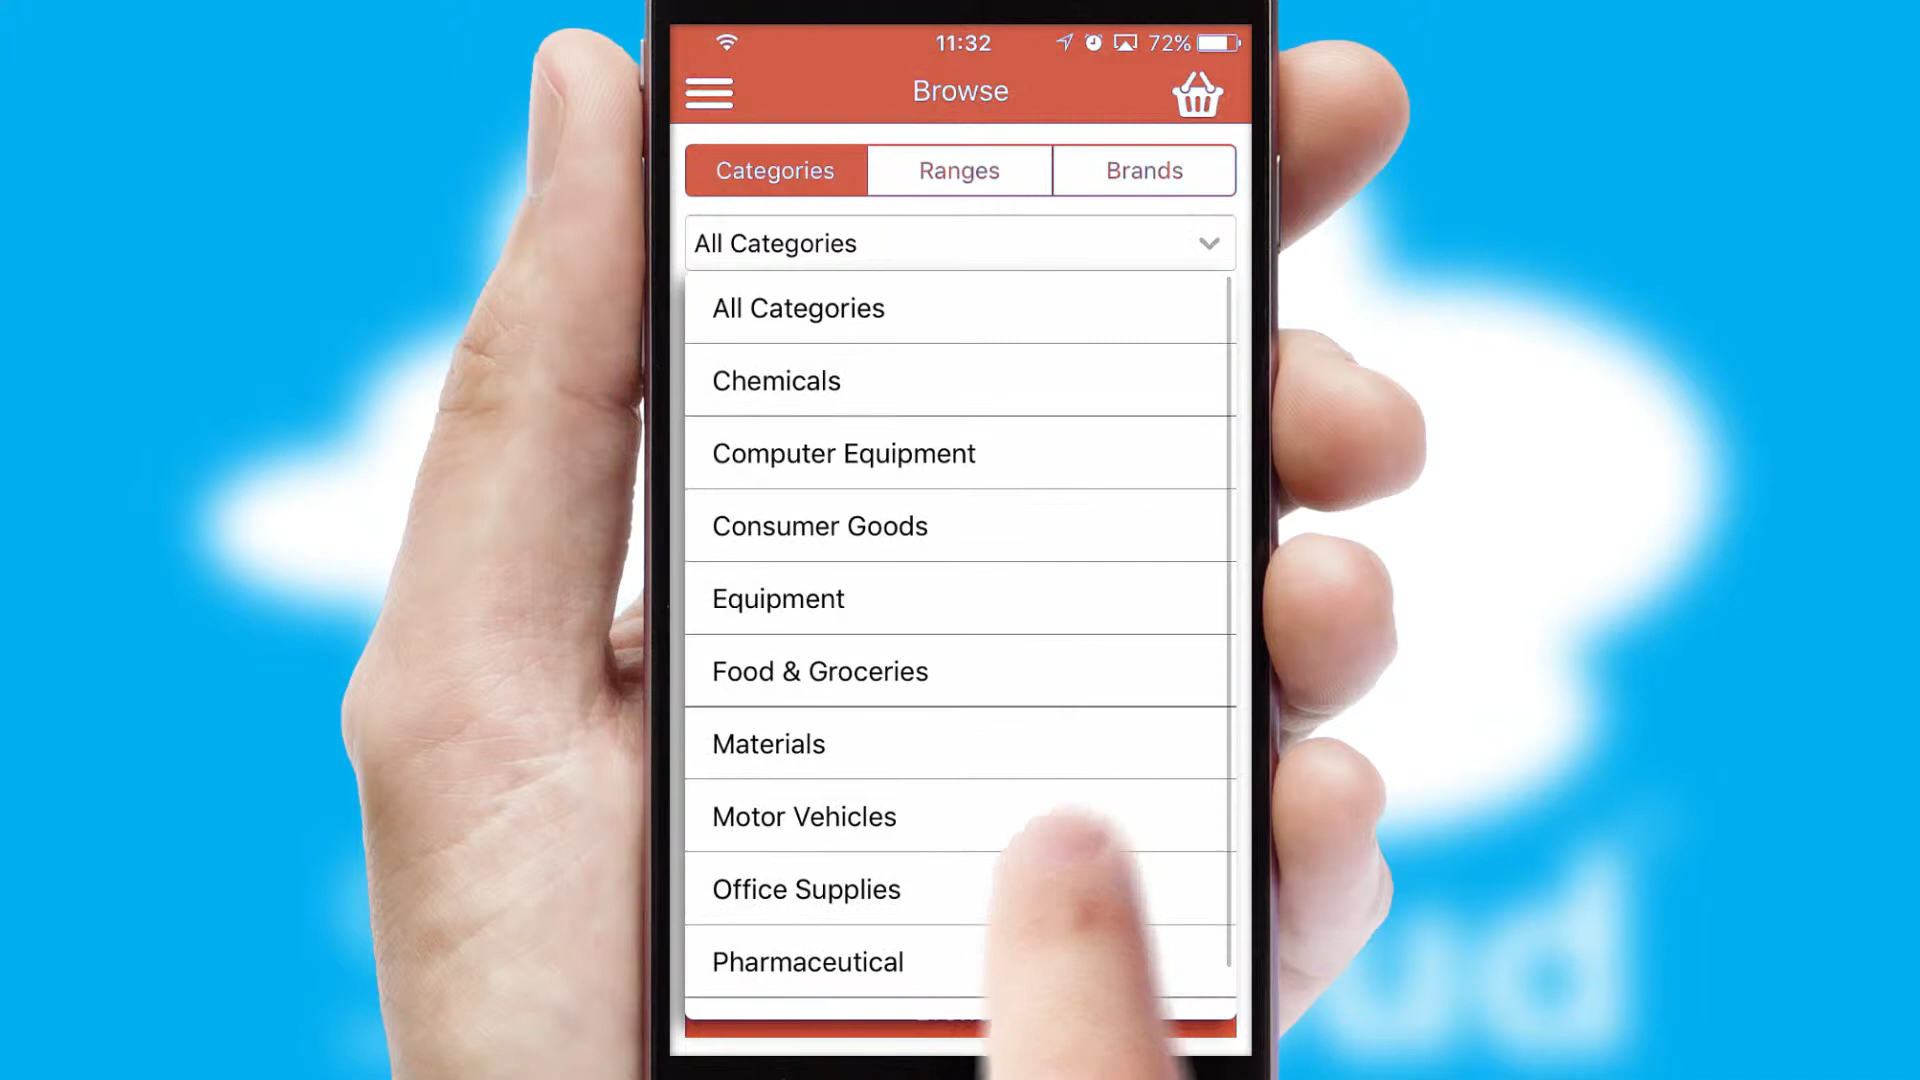 11:32
72%
Browse
Categories
Ranges
Brands
All Categories
All Categories
Chemicals
Computer Equipment
Consumer Goods
Equipment
Food & Groceries
Materials
Motor Vehicles
Office Supplies
Pharmaceutical